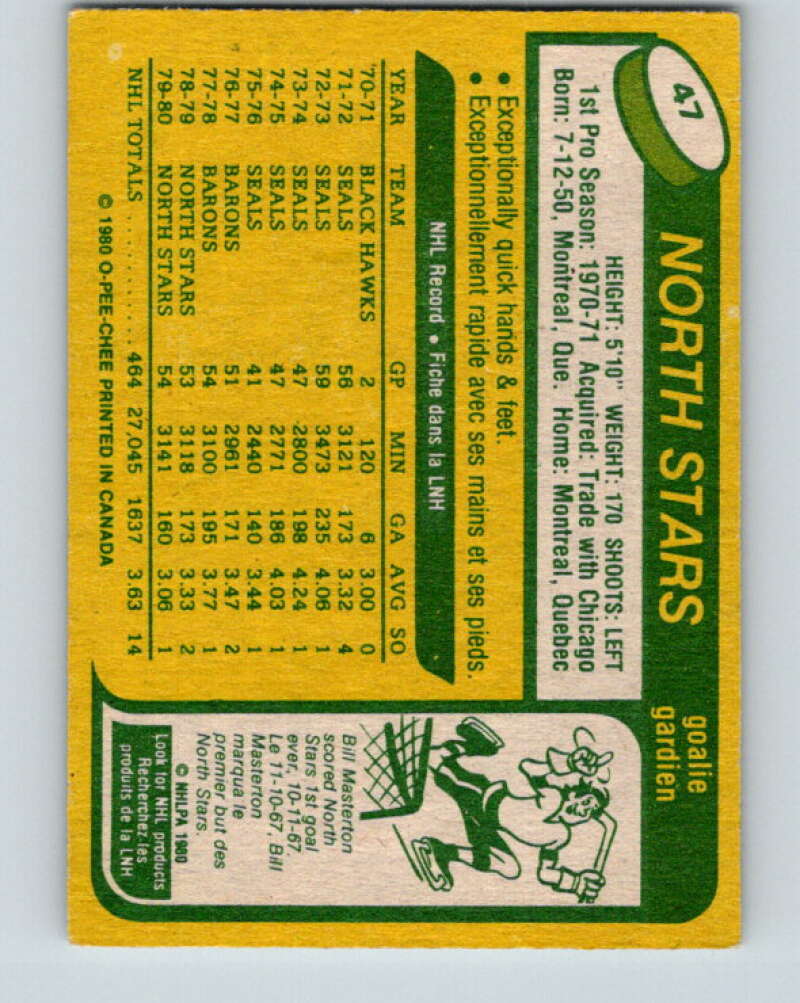 47
NORTH STARS
goalie
gardien
HEIGHT: 5'10" WEIGHT: 170 SHOOTS: LEFT
1st Pro Season: 1970-71 Acquired: Trade with Chicago
Born: 7-12-50, Montreal, Que. Home: Montreal, Quebec
• Exceptionally quick hands & feet.
• Exceptionnellement rapide avec ses mains et ses pieds.
NHL Record • Fiche dans la LNH
YEAR TEAM GP MIN GA AVG SO
70-71 BLACK HAWKS 2 120 6 3.00 0
71-72 SEALS 56 3121 173 3.32 4
72-73 SEALS 59 3473 235 4.06 1
73-74 SEALS 47 2800 198 4.24 1
74-75 SEALS 47 2771 186 4.03 1
75-76 SEALS 41 2440 140 3.44 1
76-77 BARONS 51 2961 171 3.47 2
77-78 BARONS 54 3100 195 3.77 1
78-79 NORTH STARS 53 3118 173 3.33 2
79-80 NORTH STARS 54 3141 160 3.06 1
NHL TOTALS ........... 464 27,045 1637 3.63 14
© 1980 O-PEE-CHEE PRINTED IN CANADA
Bill Masterton
scored North
Stars 1st goal
ever, 10-11-67.
Le 11-10-67, Bill
Masterton
marqua le
premier but des
North Stars.
© NHLPA 1980
Look for NHL products
Recherchez-les
produits de la LNH